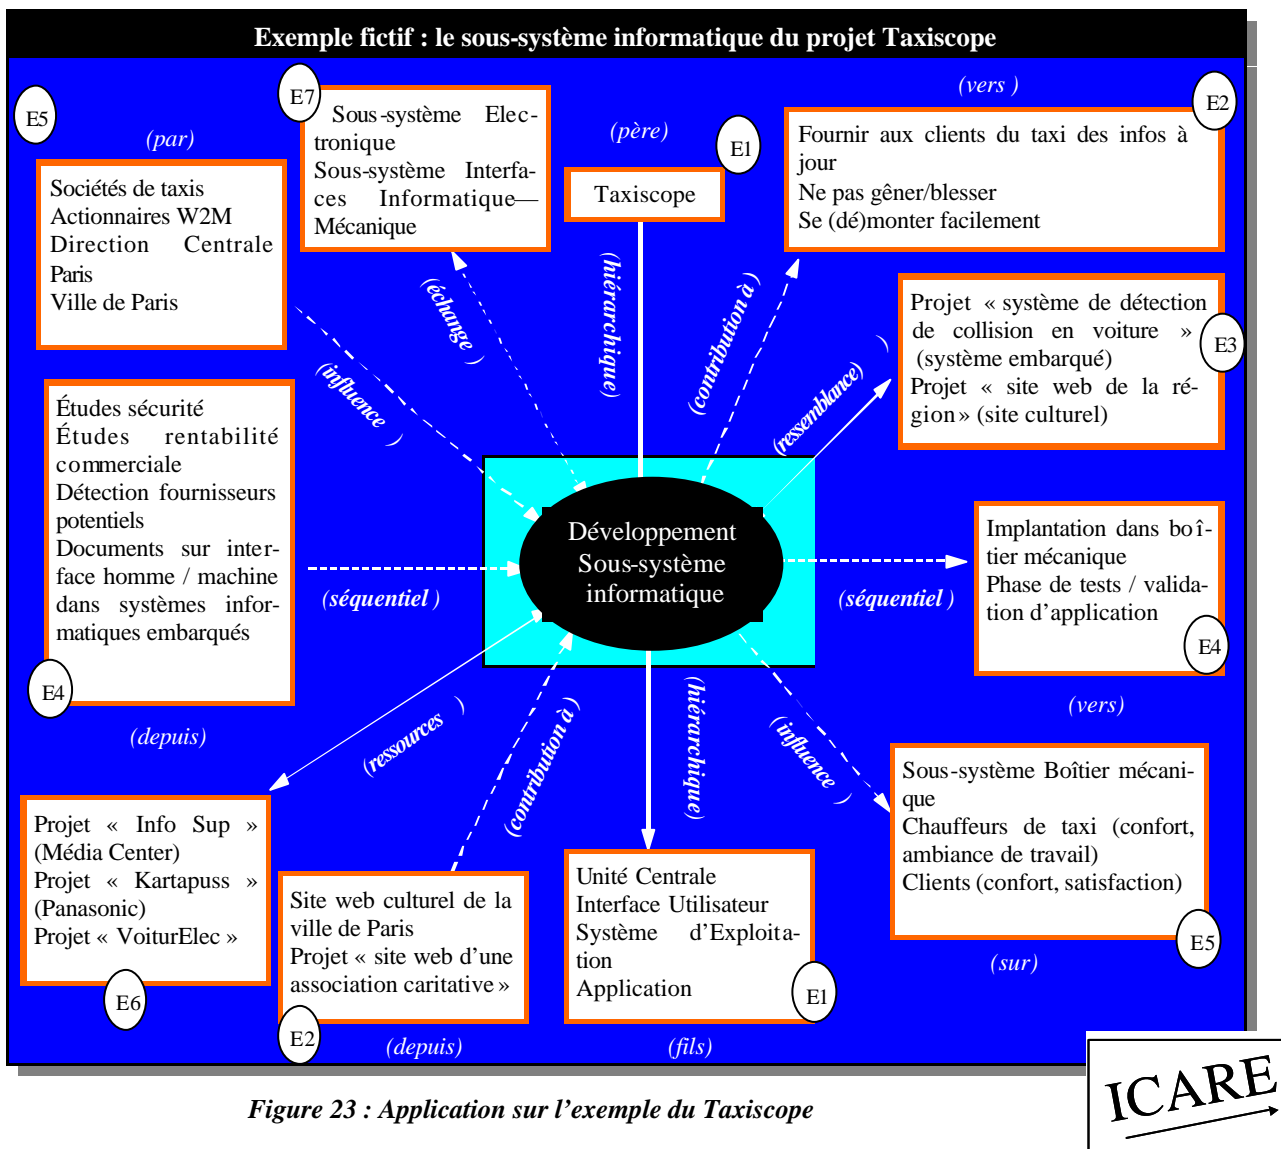 Exemple fictif : le sous-système informatique du projet Taxiscope
E5
(par)
Sociétés de taxis
Actionnaires W2M
Direction Centrale
Paris
Ville de Paris
E7
Sous-système Elec-
tronique
Sous-système Interfa-
ces Informatique—
Mécanique
(père)
E1
Taxiscope
(vers )
E2
Fournir aux clients du taxi des infos à
jour
Ne pas gêner/blesser
Se (dé)monter facilement
(influence )
(échange )
(hiérarchique)
(contribution à )
(ressemblance) )
Projet « système de détection
de collision en voiture »
(système embarqué)
Projet « site web de la ré-
gion» (site culturel)
E3
Études sécurité
Études rentabilité
commerciale
Détection fournisseurs
potentiels
Documents sur inter-
face homme / machine
dans systèmes infor-
matiques embarqués
E4
(depuis)
(séquentiel )
Développement
Sous-système
informatique
(séquentiel )
Implantation dans boî-
tier mécanique
Phase de tests / valida-
tion d’application
E4
(vers)
(ressources )
(contribution à )
(hiérarchique)
(influence )
Projet « Info Sup »
(Média Center)
Projet « Kartapuss »
(Panasonic)
Projet « VoiturElec »
E6
Site web culturel de la
ville de Paris
Projet « site web d’une
association caritative »
E2
(depuis)
Unité Centrale
Interface Utilisateur
Système d’Exploita-
tion
Application
E1
(fils)
Sous-système Boîtier mécani-
que
Chauffeurs de taxi (confort,
ambiance de travail)
Clients (confort, satisfaction)
E5
(sur)
ICARE
Figure 23 : Application sur l’exemple du Taxiscope